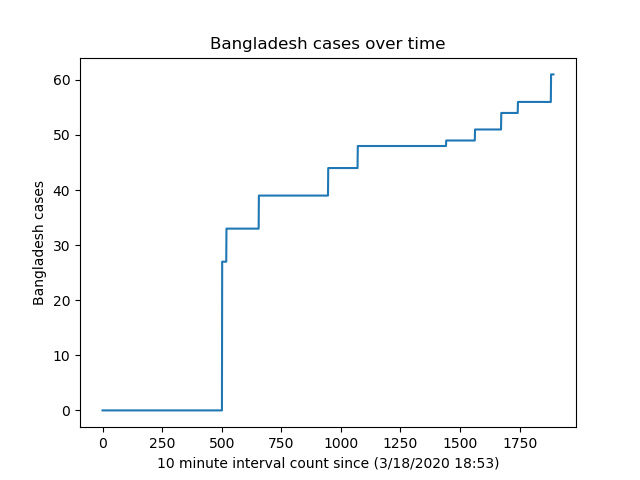 Bangladesh cases over time
60
50
40
30
20
10
0
Bangladesh cases
0 250 500 750 1000 1250 1500 1750
10 minute interval count since (3/18/2020 18:53)